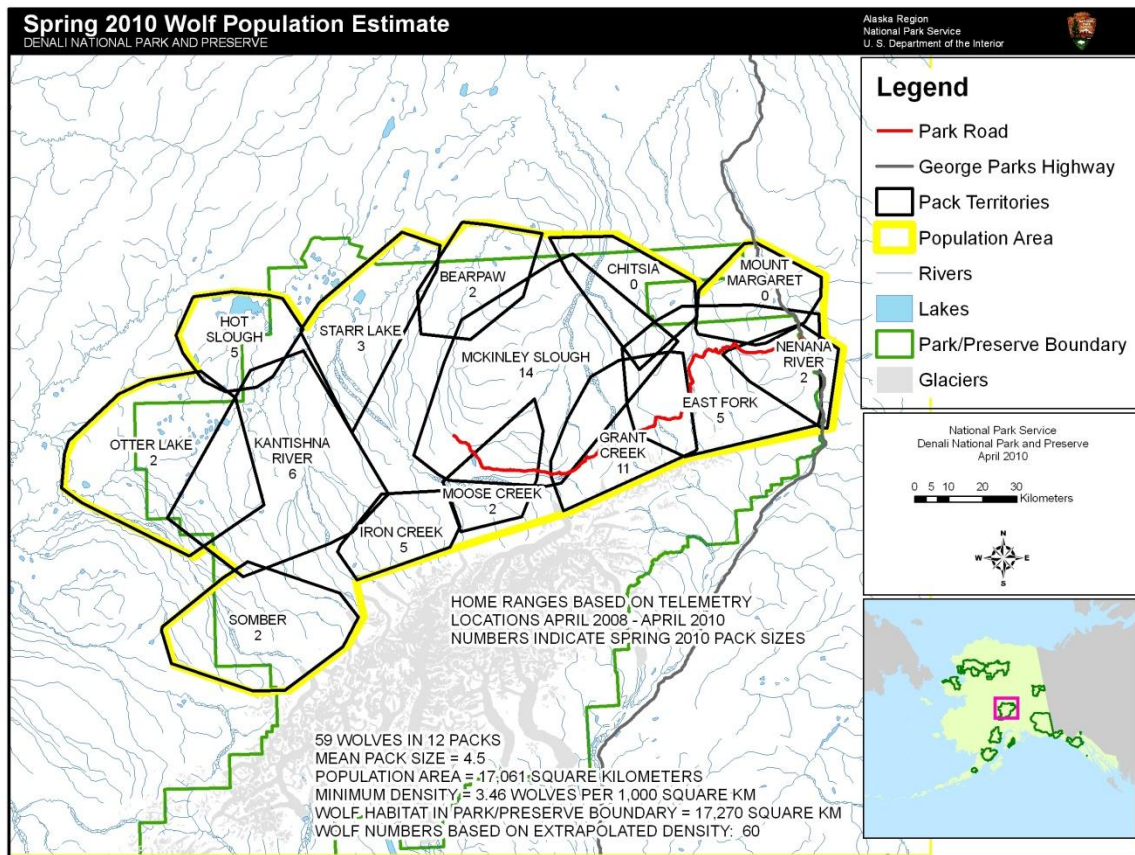 Spring 2010 Wolf Population Estimate
DENALI NATIONAL PARK AND PRESERVE
Alaska Region
National Park Service
U. S. Department of the Interior
Legend
Park Road
George Parks Highway
Pack Territories
Population Area
Rivers
Lakes
Park/Preserve Boundary
Glaciers
National Park Service
Denali National Park and Preserve
April 2010
0 5 10 20 30
Kilometers
N
W E
S
BEARPAW
2
CHITSIA
0
MOUNT
MARGARET
0
HOT
SLOUGH
5
STARR LAKE
3
MCKINLEY SLOUGH
14
NENANA
RIVER
2
EAST FORK
5
OTTER LAKE
2
KANTISHNA
RIVER
6
GRANT
CREEK
11
MOOSE CREEK
2
IRON CREEK
5
SOMBER
2
HOME RANGES BASED ON TELEMETRY
LOCATIONS APRIL 2008 - APRIL 2010
NUMBERS INDICATE SPRING 2010 PACK SIZES
59 WOLVES IN 12 PACKS
MEAN PACK SIZE = 4.5
POPULATION AREA = 17,061 SQUARE KILOMETERS
MINIMUM DENSITY = 3.46 WOLVES PER 1,000 SQUARE KM
WOLF HABITAT IN PARK/PRESERVE BOUNDARY = 17,270 SQUARE KM
WOLF NUMBERS BASED ON EXTRAPOLATED DENSITY: 60